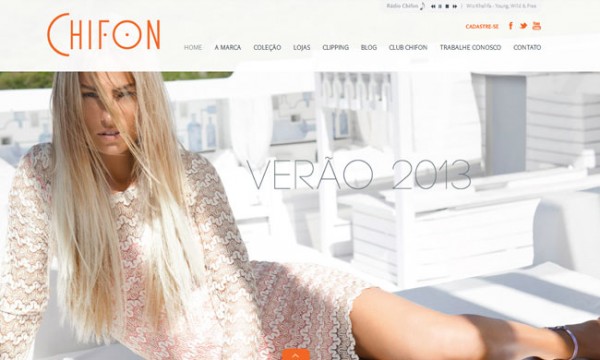 Rádio Chifon
Wiz Khalifa - Young, Wild & Free
CHIFON
CADASTRE-SE
HOME A MARCA COLEÇÃO LOJAS CLIPPING BLOG CLUB CHIFON TRABALHE CONOSCO CONTATO
VERÃO 2013